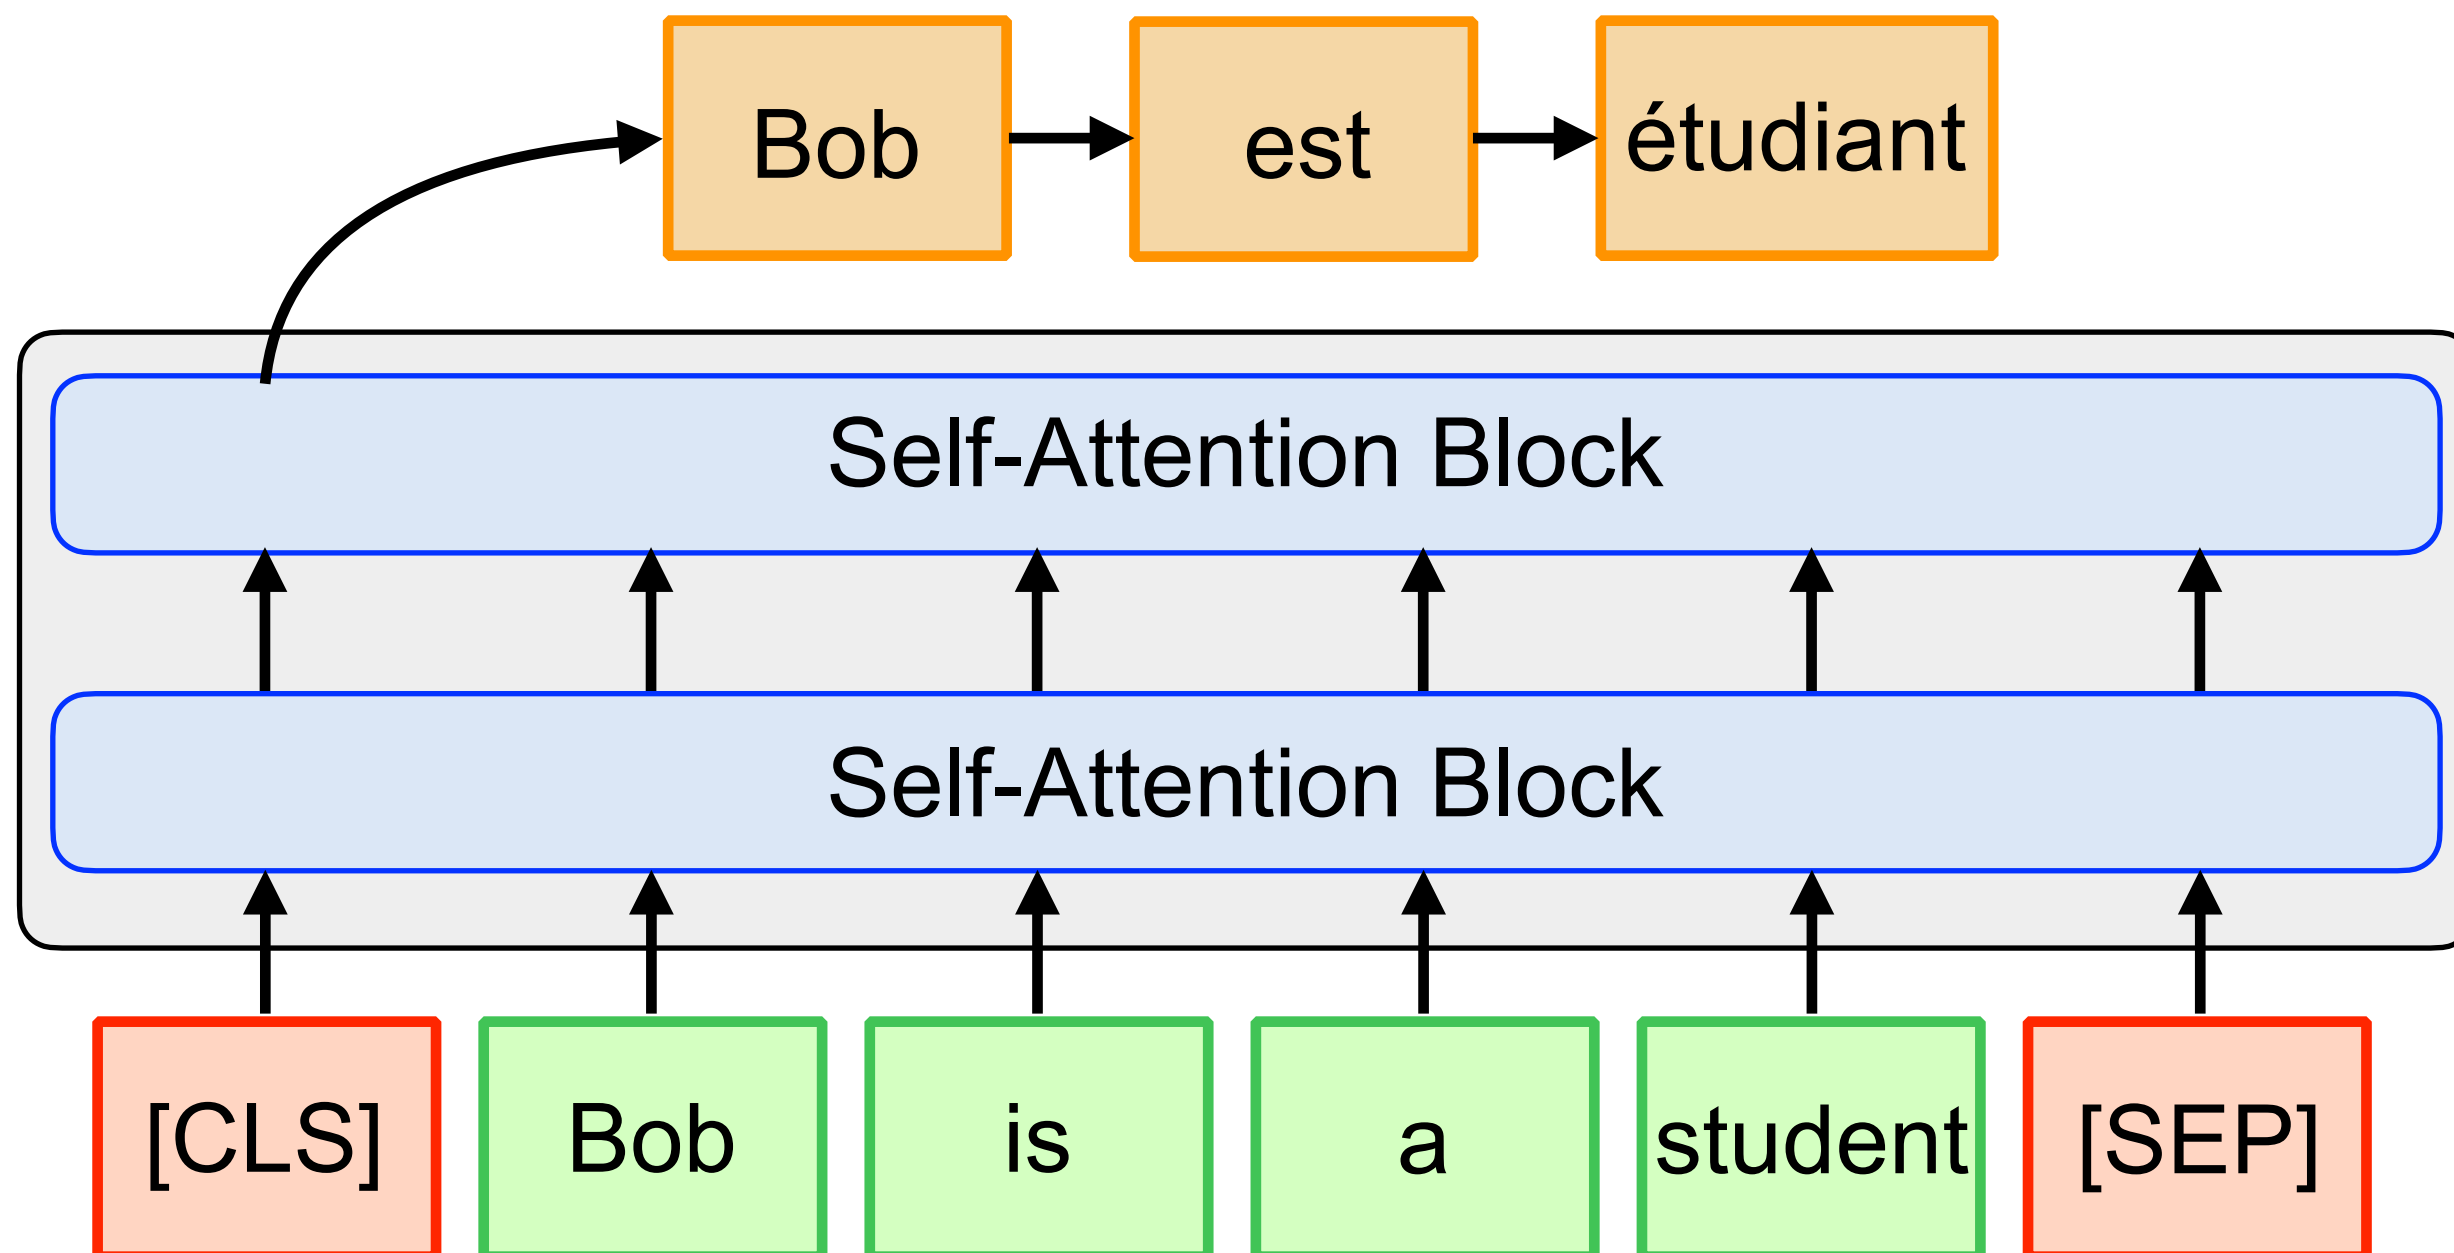 Bob est étudiant
Self-Attention Block
Self-Attention Block
[CLS] Bob is a student [SEP]